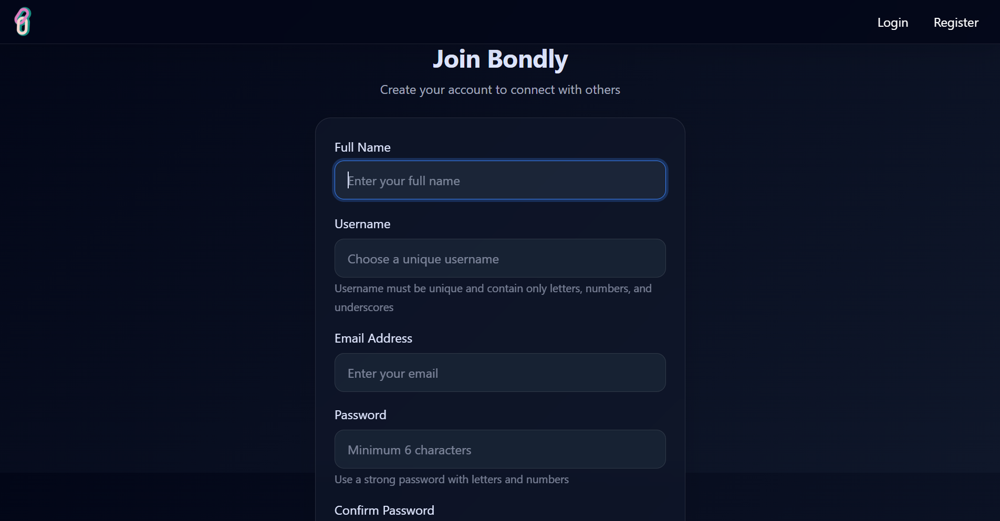 Login
Register
Join Bondly
Create your account to connect with others
Full Name
Enter your full name
Username
Choose a unique username
Username must be unique and contain only letters, numbers, and
underscores
Email Address
Enter your email
Password
Minimum 6 characters
Use a strong password with letters and numbers
Confirm Password